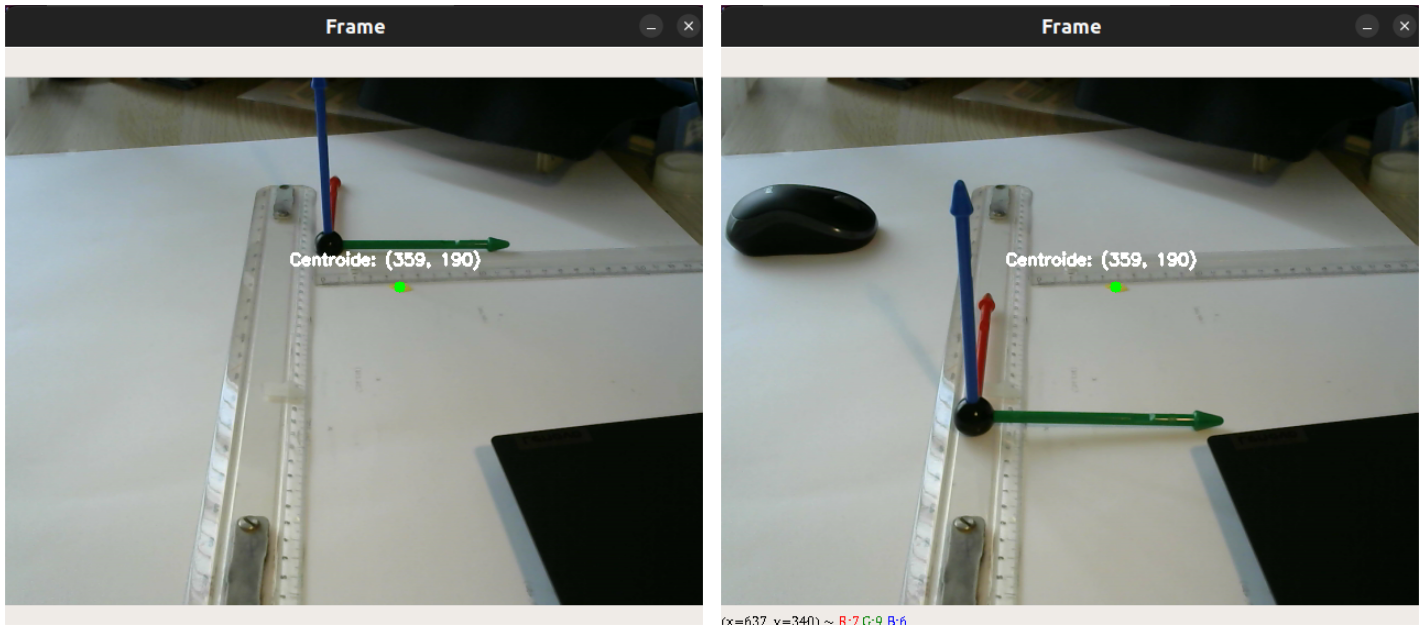 Frame
Centroide: (359, 190)
Frame
Centroide: (359, 190)
(x=637, y=340) ~ R:7 G:9 B:6